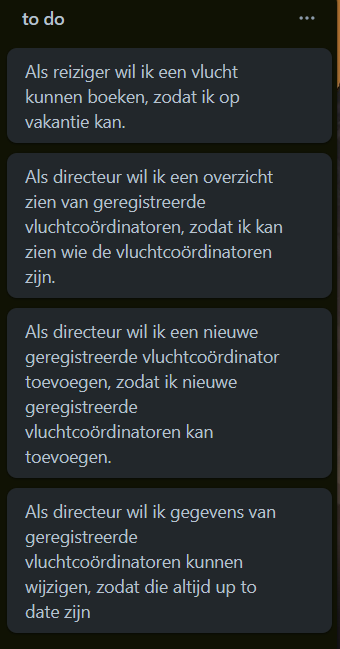 to do
Als reiziger wil ik een vlucht
kunnen boeken, zodat ik op
vakantie kan.
Als directeur wil ik een overzicht
zien van geregistreerde
vluchtcoördinatoren, zodat ik kan
zien wie de vluchtcoördinatoren
zijn.
Als directeur wil ik een nieuwe
geregistreerde vluchtcoördinator
toevoegen, zodat ik nieuwe
geregistreerde
vluchtcoördinatoren kan
toevoegen.
Als directeur wil ik gegevens van
geregistreerde
vluchtcoördinatoren kunnen
wijzigen, zodat die altijd up to
date zijn